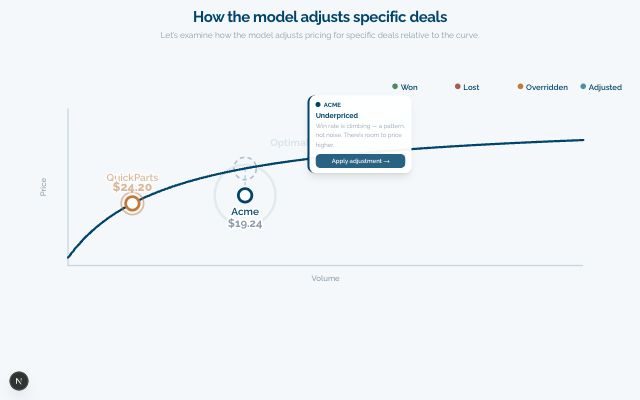 How the model adjusts specific deals
Let's examine how the model adjusts pricing for specific deals relative to the curve.
Won
Lost
Overridden
Adjusted
ACME
Underpriced
Win rate is climbing — a pattern,
not noise. There's room to price
higher.
Apply adjustment →
Optima
QuickParts
$24.20
Acme
$19.24
Price
Volume
N